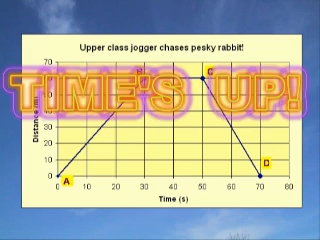 Upper class jogger chases pesky rabbit!
TIME'S UP!
Distance (m)
70
60
50
40
30
20
10
0
B
C
D
A
0 10 20 30 40 50 60 70 80
Time (s)